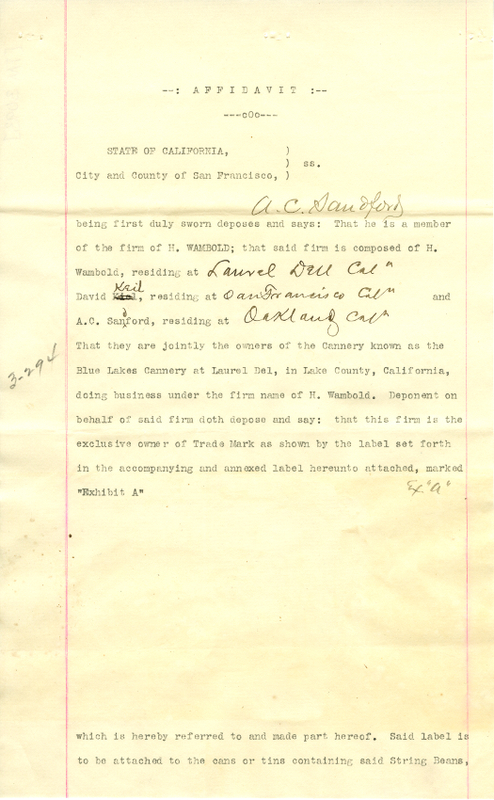 --: A F F I D A V I T :--
---oOo---
STATE OF CALIFORNIA, )
) ss.
City and County of San Francisco, )
A. C. Sandford
being first duly sworn deposes and says: That he is a member
of the firm of H. WAMBOLD; that said firm is composed of H.
Wambold, residing at Laurel Dell Cal"
David Keil, residing at San Francisco Cal" and
A.C. Sandford, residing at Oakland Cal"
That they are jointly the owners of the Cannery known as the
3-294
Blue Lakes Cannery at Laurel Del, in Lake County, California,
doing business under the firm name of H. Wambold. Deponent on
behalf of said firm doth depose and say: that this firm is the
exclusive owner of Trade Mark as shown by the label set forth
in the accompanying and annexed label hereunto attached, marked
"Exhibit A" Ex "a"
which is hereby referred to and made part hereof. Said label is
to be attached to the cans or tins containing said String Beans,